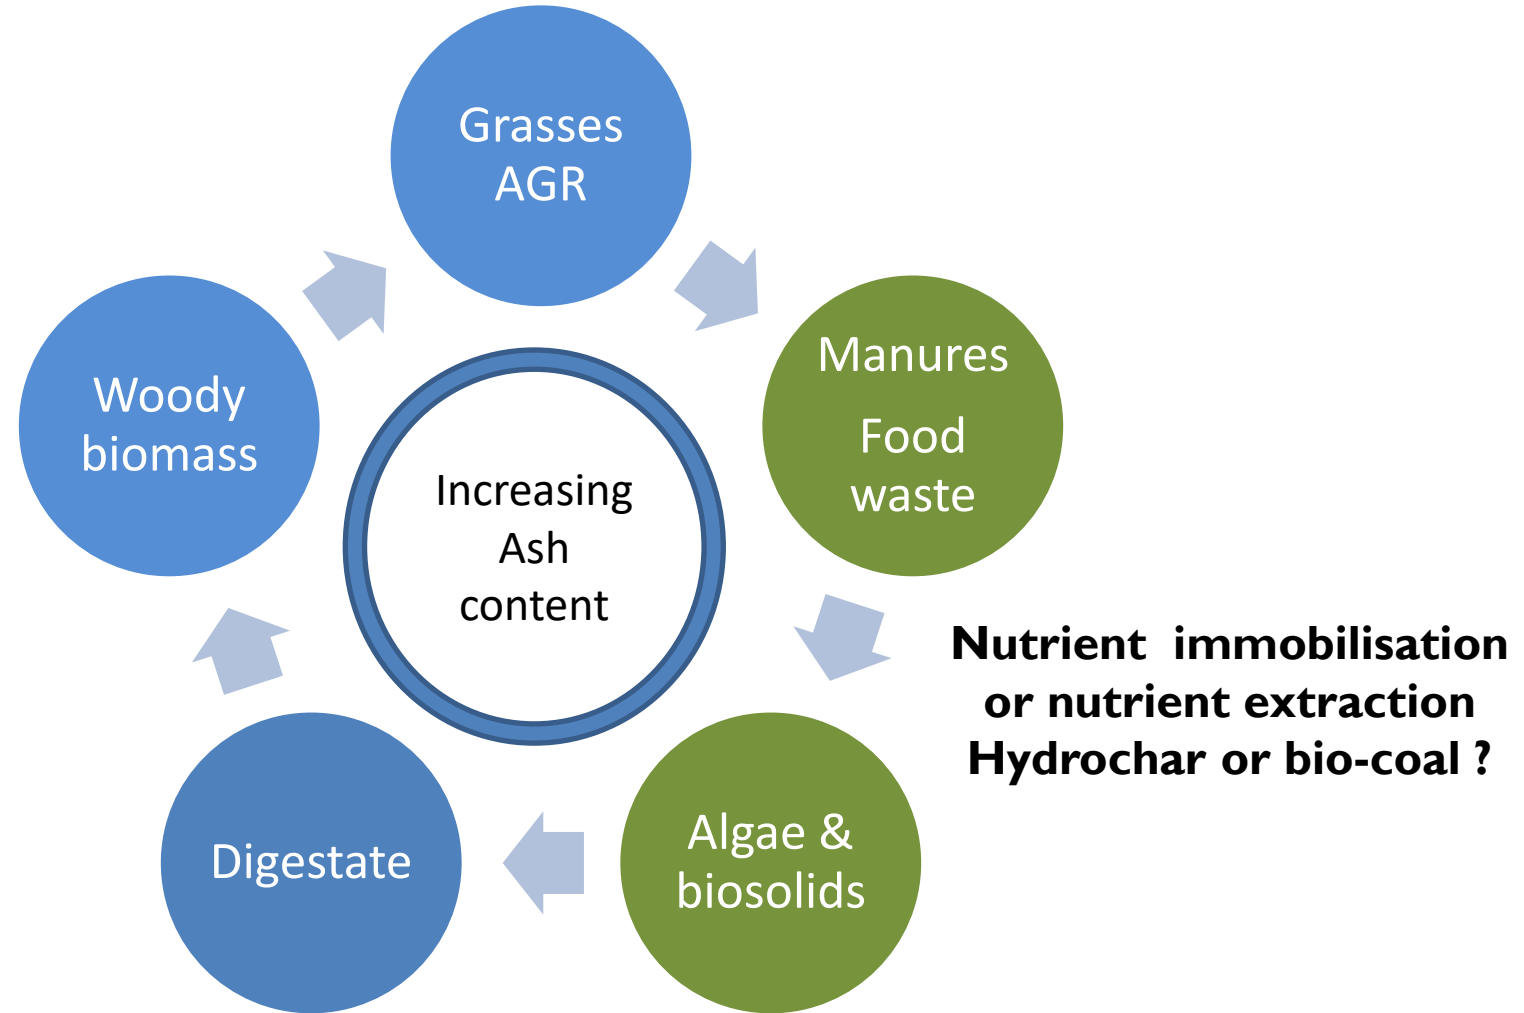 Grasses
AGR
Manures
Food
waste
Woody
biomass
Increasing
Ash
content
Nutrient immobilisation
or nutrient extraction
Hydrochar or bio-coal ?
Algae &
biosolids
Digestate